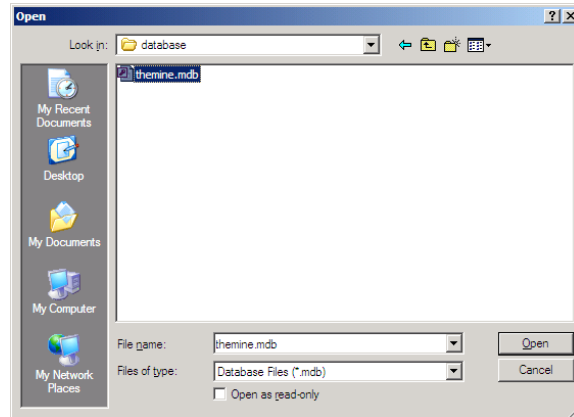 Open
Look in: database
themine.mdb
My Recent
Documents
Desktop
My Documents
My Computer
My Network
Places
File name: themine.mdb Open
Files of type: Database Files (*.mdb) Cancel
Open as read-only